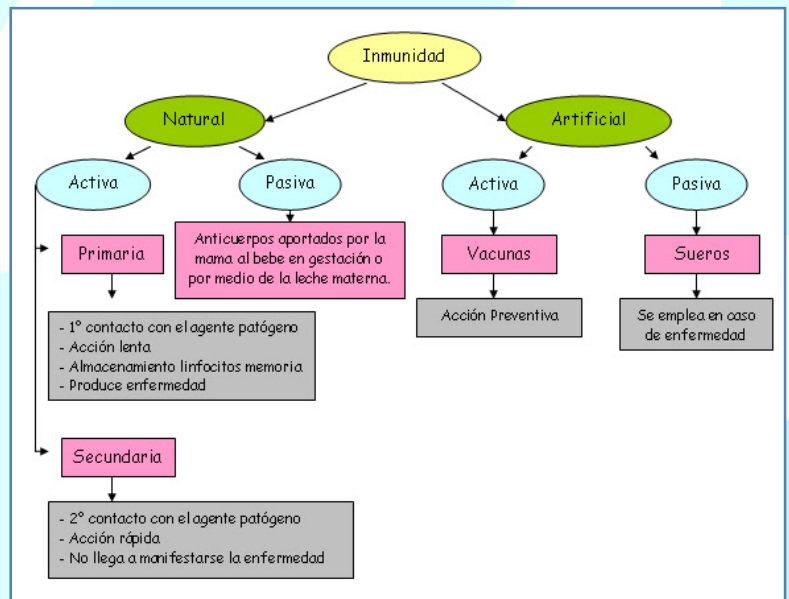 Inmunidad
Natural
Artificial
Activa
Pasiva
Activa
Pasiva
Primaria
Anticuerpos aportados por la
mama al bebe en gestación o
por medio de la leche materna.
Vacunas
Sueros
- 1º contacto con el agente patógeno
- Acción lenta
- Almacenamiento linfocitos memoria
- Produce enfermedad
Acción Preventiva
Se emplea en caso
de enfermedad
Secundaria
- 2º contacto con el agente patógeno
- Acción rápida
- No llega a manifestarse la enfermedad